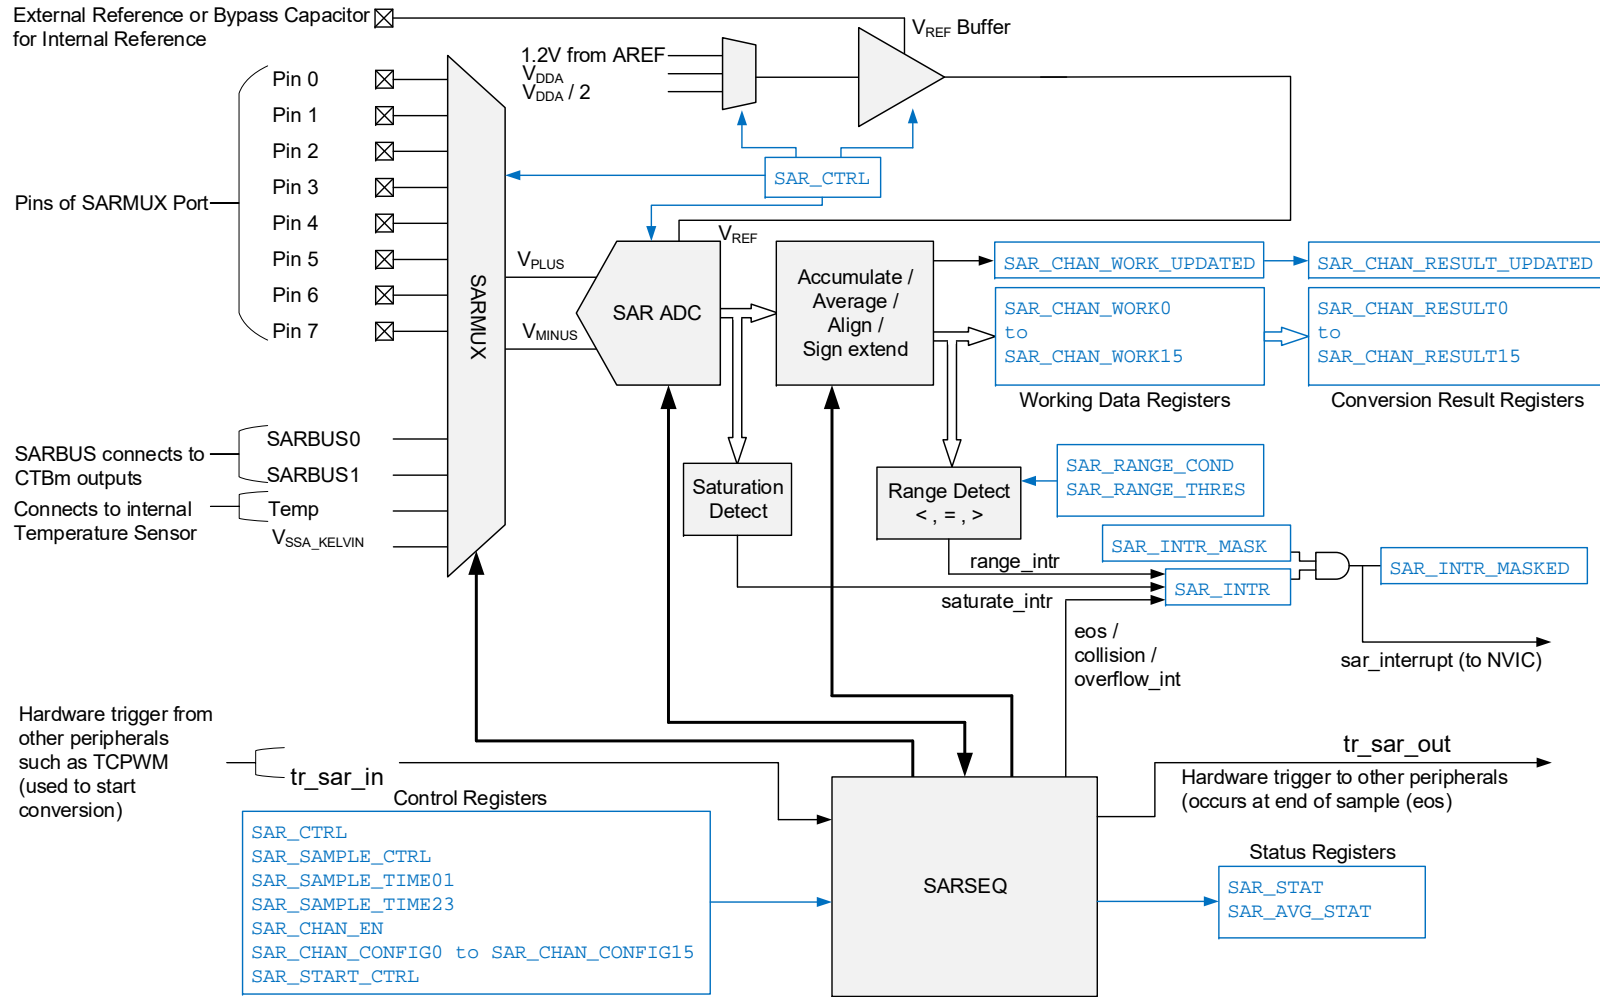 External Reference or Bypass Capacitor
for Internal Reference
VREF Buffer
1.2V from AREF
VDDA
VDDA / 2
Pin 0
Pin 1
Pin 2
Pin 3
Pin 4
Pin 5
Pin 6
Pin 7
Pins of SARMUX Port
SAR_CTRL
VREF
VPLUS
VMINUS
SARMUX
SAR ADC
Accumulate /
Average /
Align /
Sign extend
SAR_CHAN_WORK_UPDATED
SAR_CHAN_RESULT_UPDATED
SAR_CHAN_WORK0
to
SAR_CHAN_WORK15
SAR_CHAN_RESULT0
to
SAR_CHAN_RESULT15
Working Data Registers
Conversion Result Registers
SARBUS connects to
CTBm outputs
SARBUS0
SARBUS1
Connects to internal
Temperature Sensor
Temp
VSSA_KELVIN
Saturation
Detect
Range Detect
< , = , >
SAR_RANGE_COND
SAR_RANGE_THRES
SAR_INTR_MASK
SAR_INTR
SAR_INTR_MASKED
range_intr
saturate_intr
eos /
collision /
overflow_int
sar_interrupt (to NVIC)
Hardware trigger from
other peripherals
such as TCPWM
(used to start
conversion)
tr_sar_in
tr_sar_out
Hardware trigger to other peripherals
(occurs at end of sample (eos)
Control Registers
SAR_CTRL
SAR_SAMPLE_CTRL
SAR_SAMPLE_TIME01
SAR_SAMPLE_TIME23
SAR_CHAN_EN
SAR_CHAN_CONFIG0 to SAR_CHAN_CONFIG15
SAR_START_CTRL
SARSEQ
Status Registers
SAR_STAT
SAR_AVG_STAT